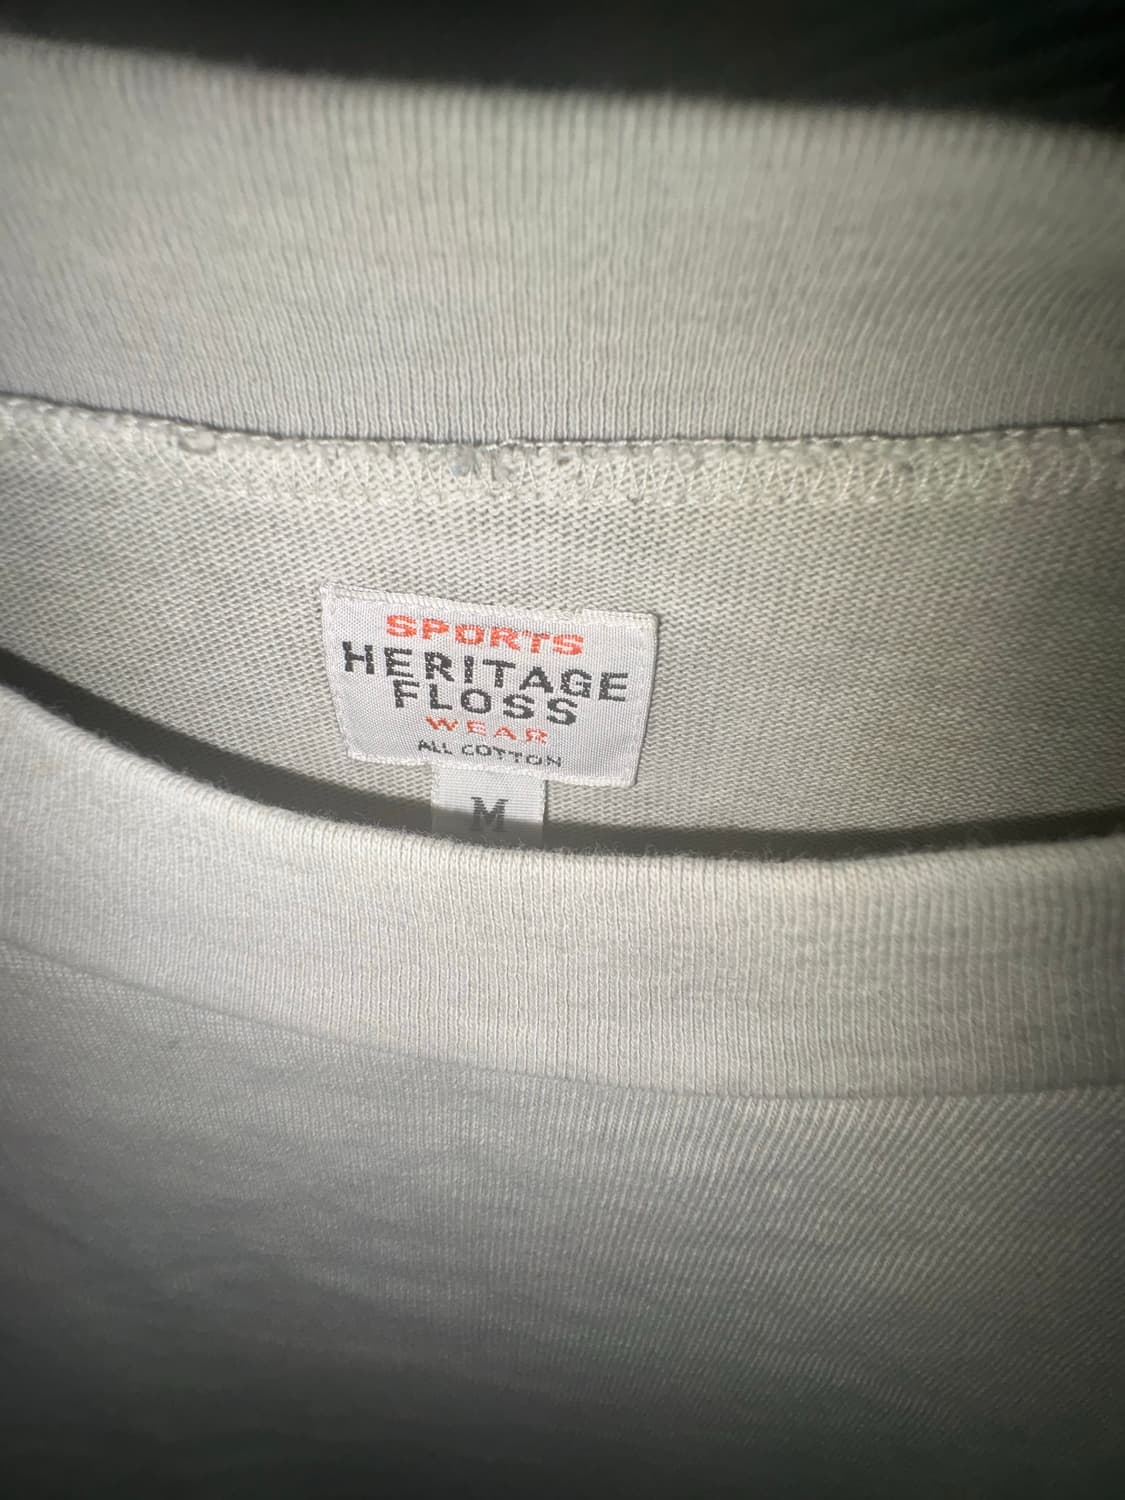 SPORTS
HERITAGE
FLOSS
WEAR
ALL COTTON
M